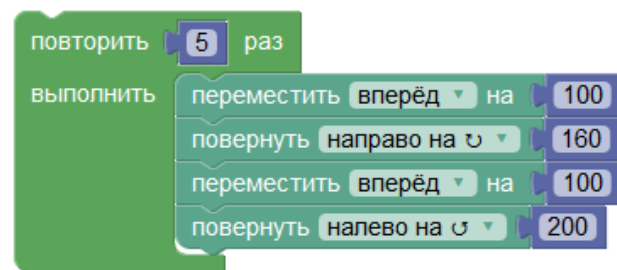 повторить 5 раз
выполнить переместить вперёд на 100
повернуть направо на ↻ 160
переместить вперёд на 100
повернуть налево на ↺ 200